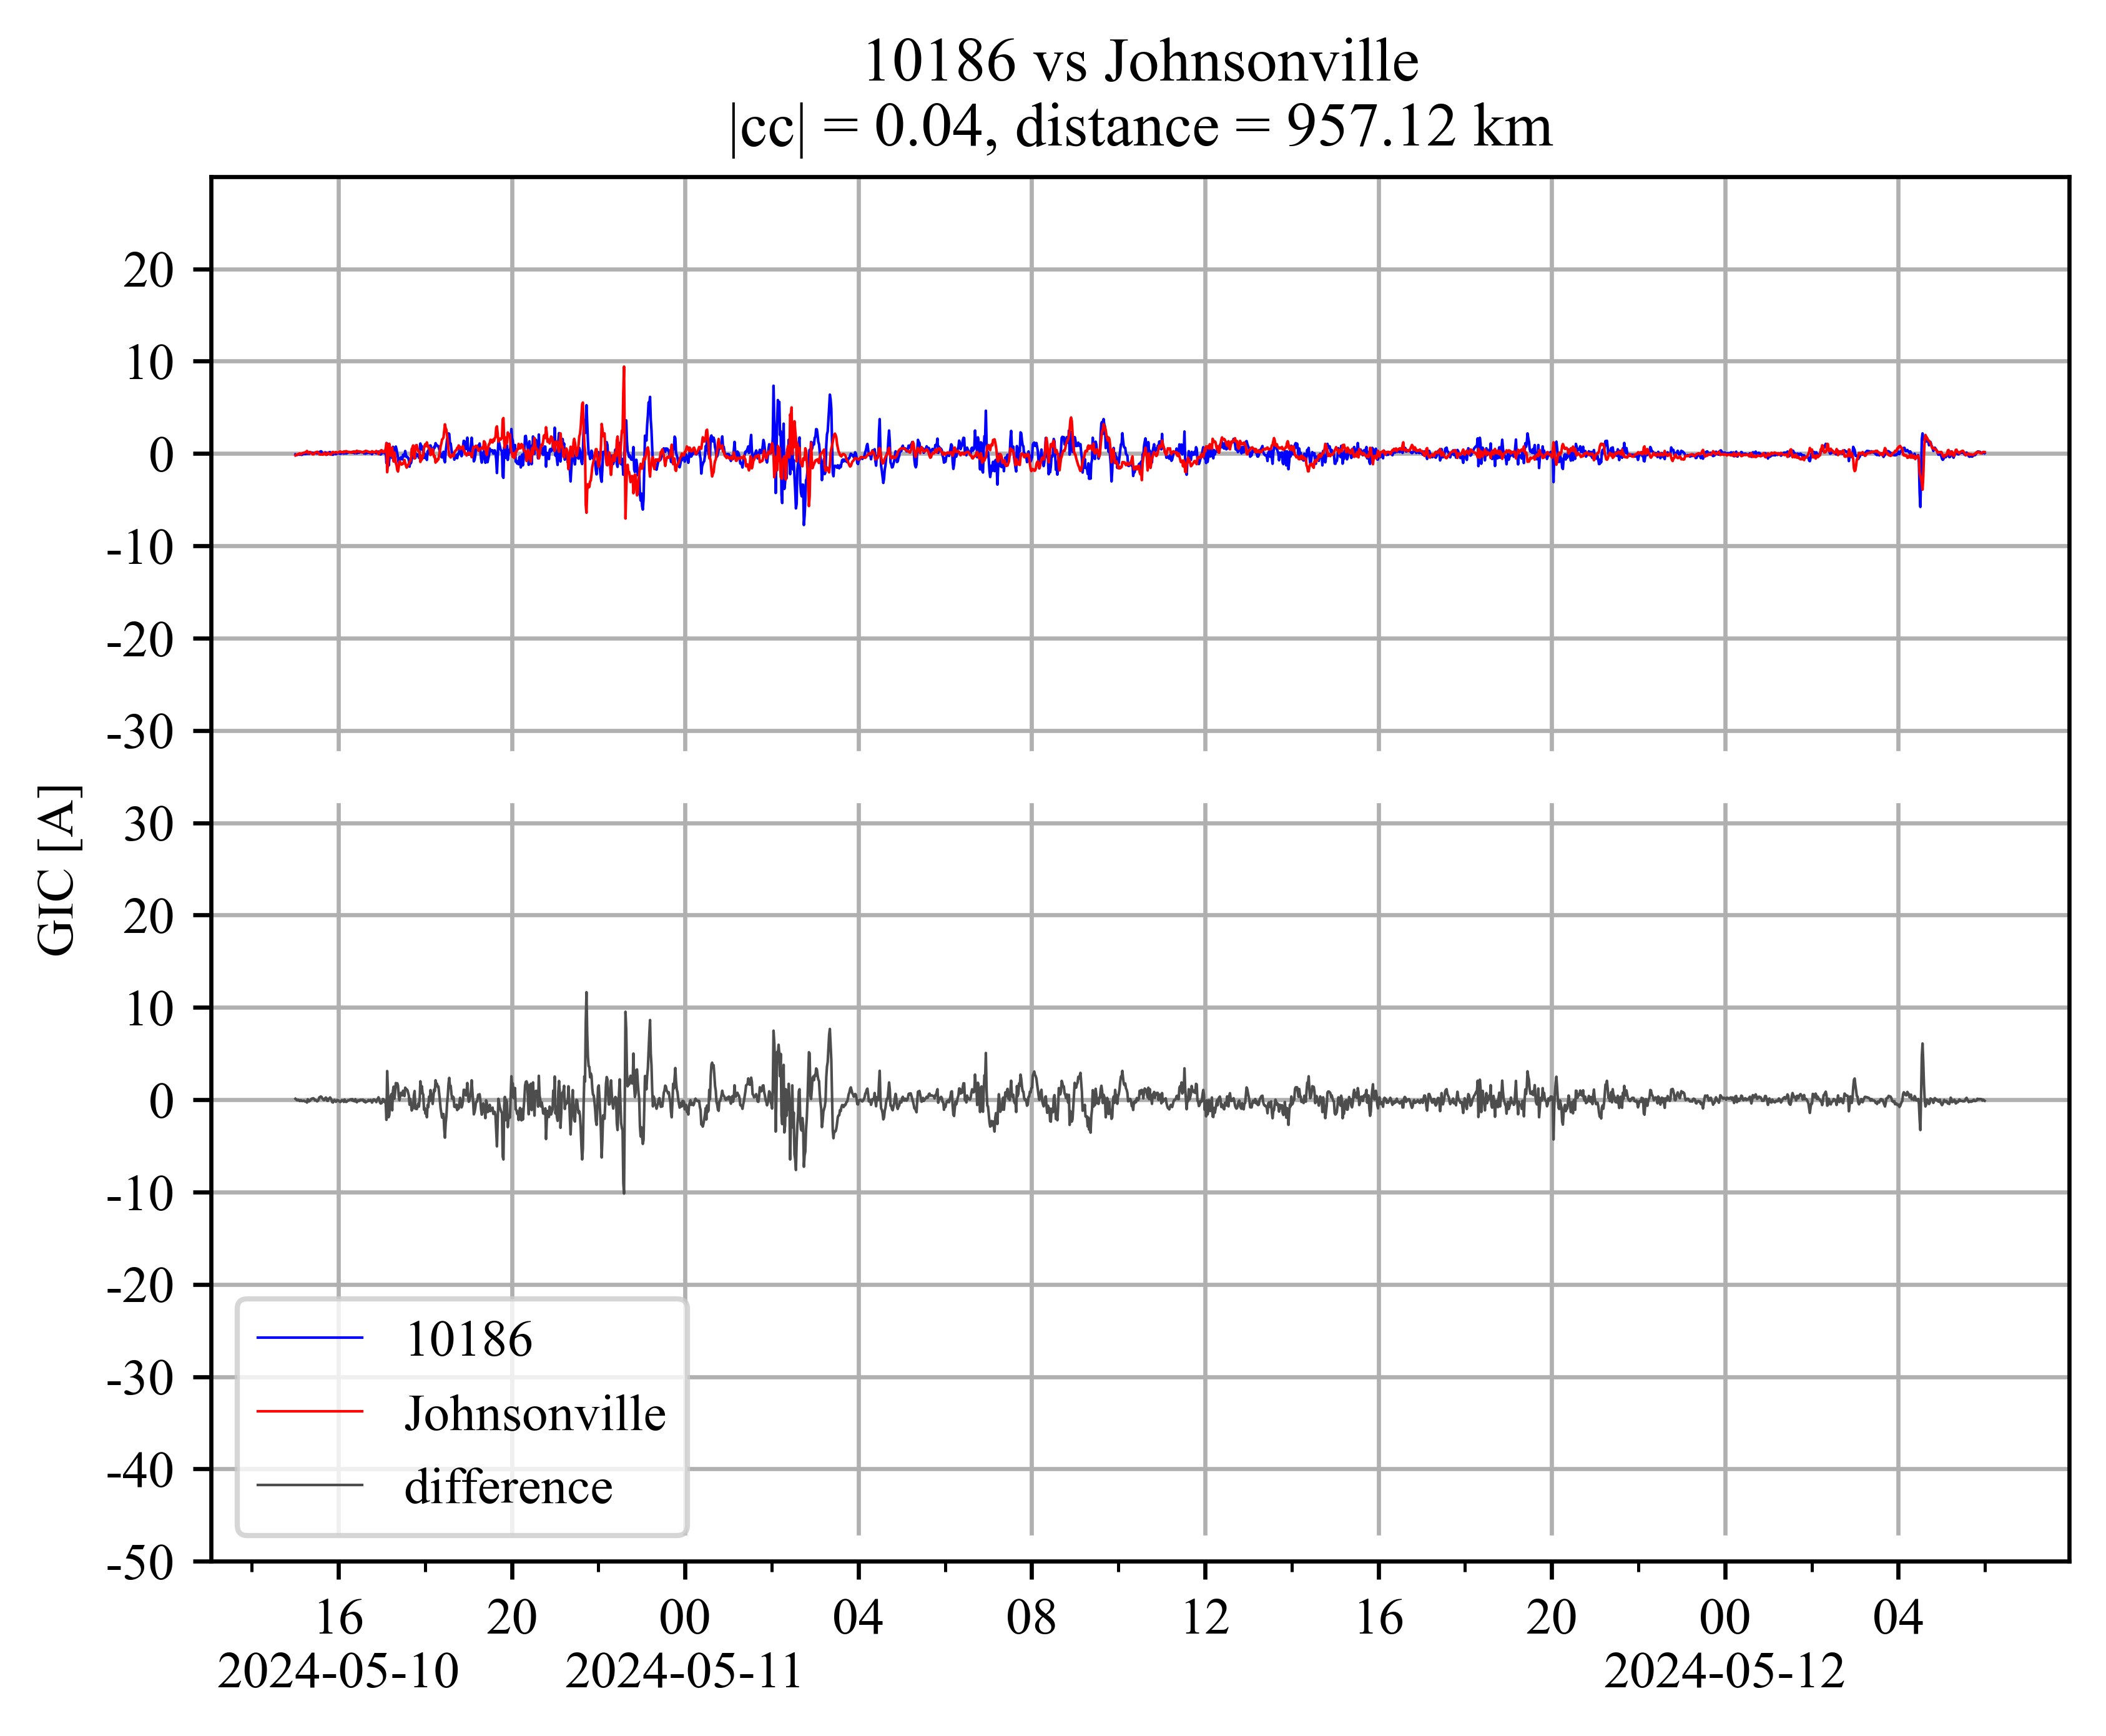 10186 vs Johnsonville
|cc| = 0.04, distance = 957.12 km
20
10
0
-10
-20
-30
30
20
10
0
-10
-20
-30
-40
-50
GIC [A]
10186
Johnsonville
difference
16 20 00 04 08 12 16 20 00 04
2024-05-10 2024-05-11 2024-05-12